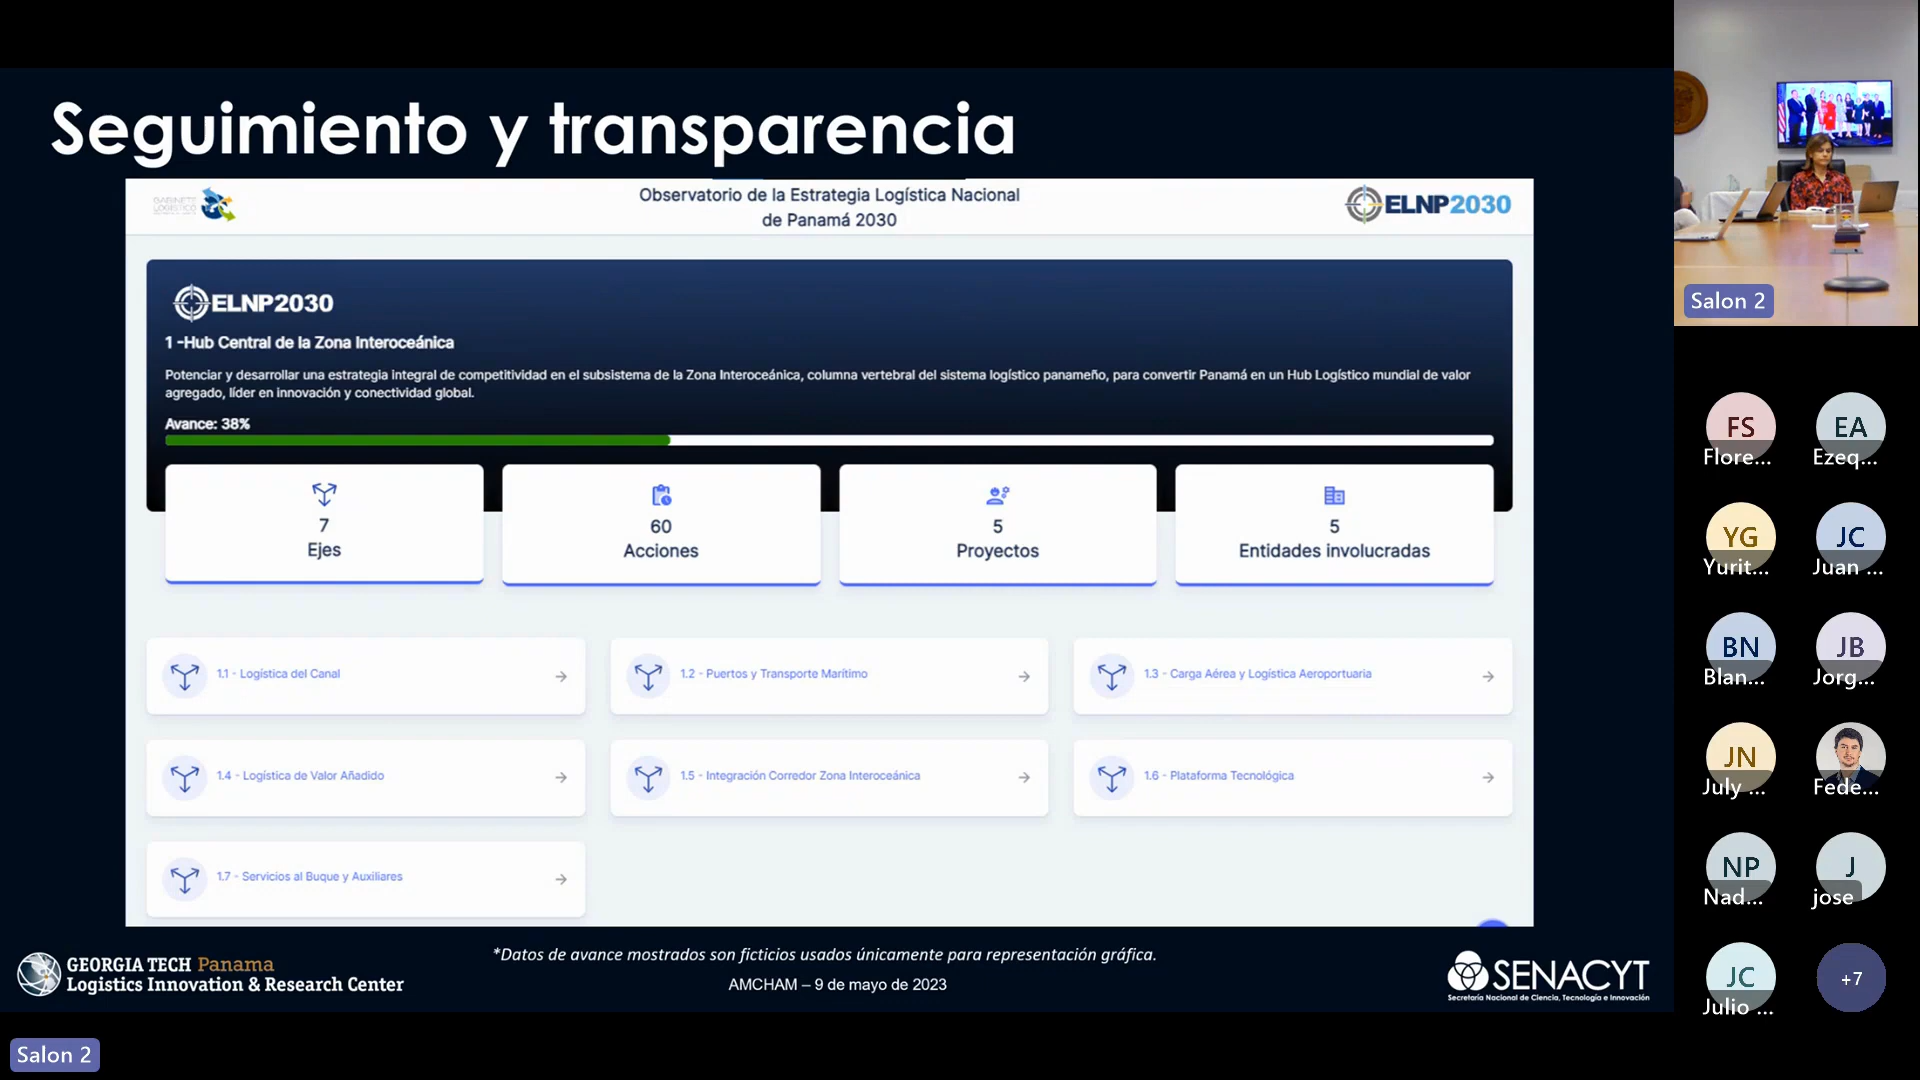 Seguimiento y transparencia
GABINETE
LOGÍSTICO
Observatorio de la Estrategia Logística Nacional
de Panamá 2030
ELNP2030
ELNP2030
1 -Hub Central de la Zona Interoceánica
Potenciar y desarrollar una estrategia integral de competitividad en el subsistema de la Zona Interoceánica, columna vertebral del sistema logístico panameño, para convertir Panamá en un Hub Logístico mundial de valor
agregado, líder en innovación y conectividad global.
Avance: 38%
7
Ejes
60
Acciones
5
Proyectos
5
Entidades involucradas
1.1 - Logística del Canal
1.2 - Puertos y Transporte Marítimo
1.3 - Carga Aérea y Logística Aeroportuaria
1.4 - Logística de Valor Añadido
1.5 - Integración Corredor Zona Interoceánica
1.6 - Plataforma Tecnológica
1.7 - Servicios al Buque y Auxiliares
*Datos de avance mostrados son ficticios usados únicamente para representación gráfica.
AMCHAM – 9 de mayo de 2023
GEORGIA TECH Panama
Logistics Innovation & Research Center
SENACYT
Secretaría Nacional de Ciencia, Tecnología e Innovación
Salon 2
Salon 2
FS
Flore...
EA
Ezeq...
YG
Yurit...
JC
Juan ...
BN
Blan...
JB
Jorg...
JN
July ...
Fede...
NP
Nad...
J
jose
JC
Julio ...
+7